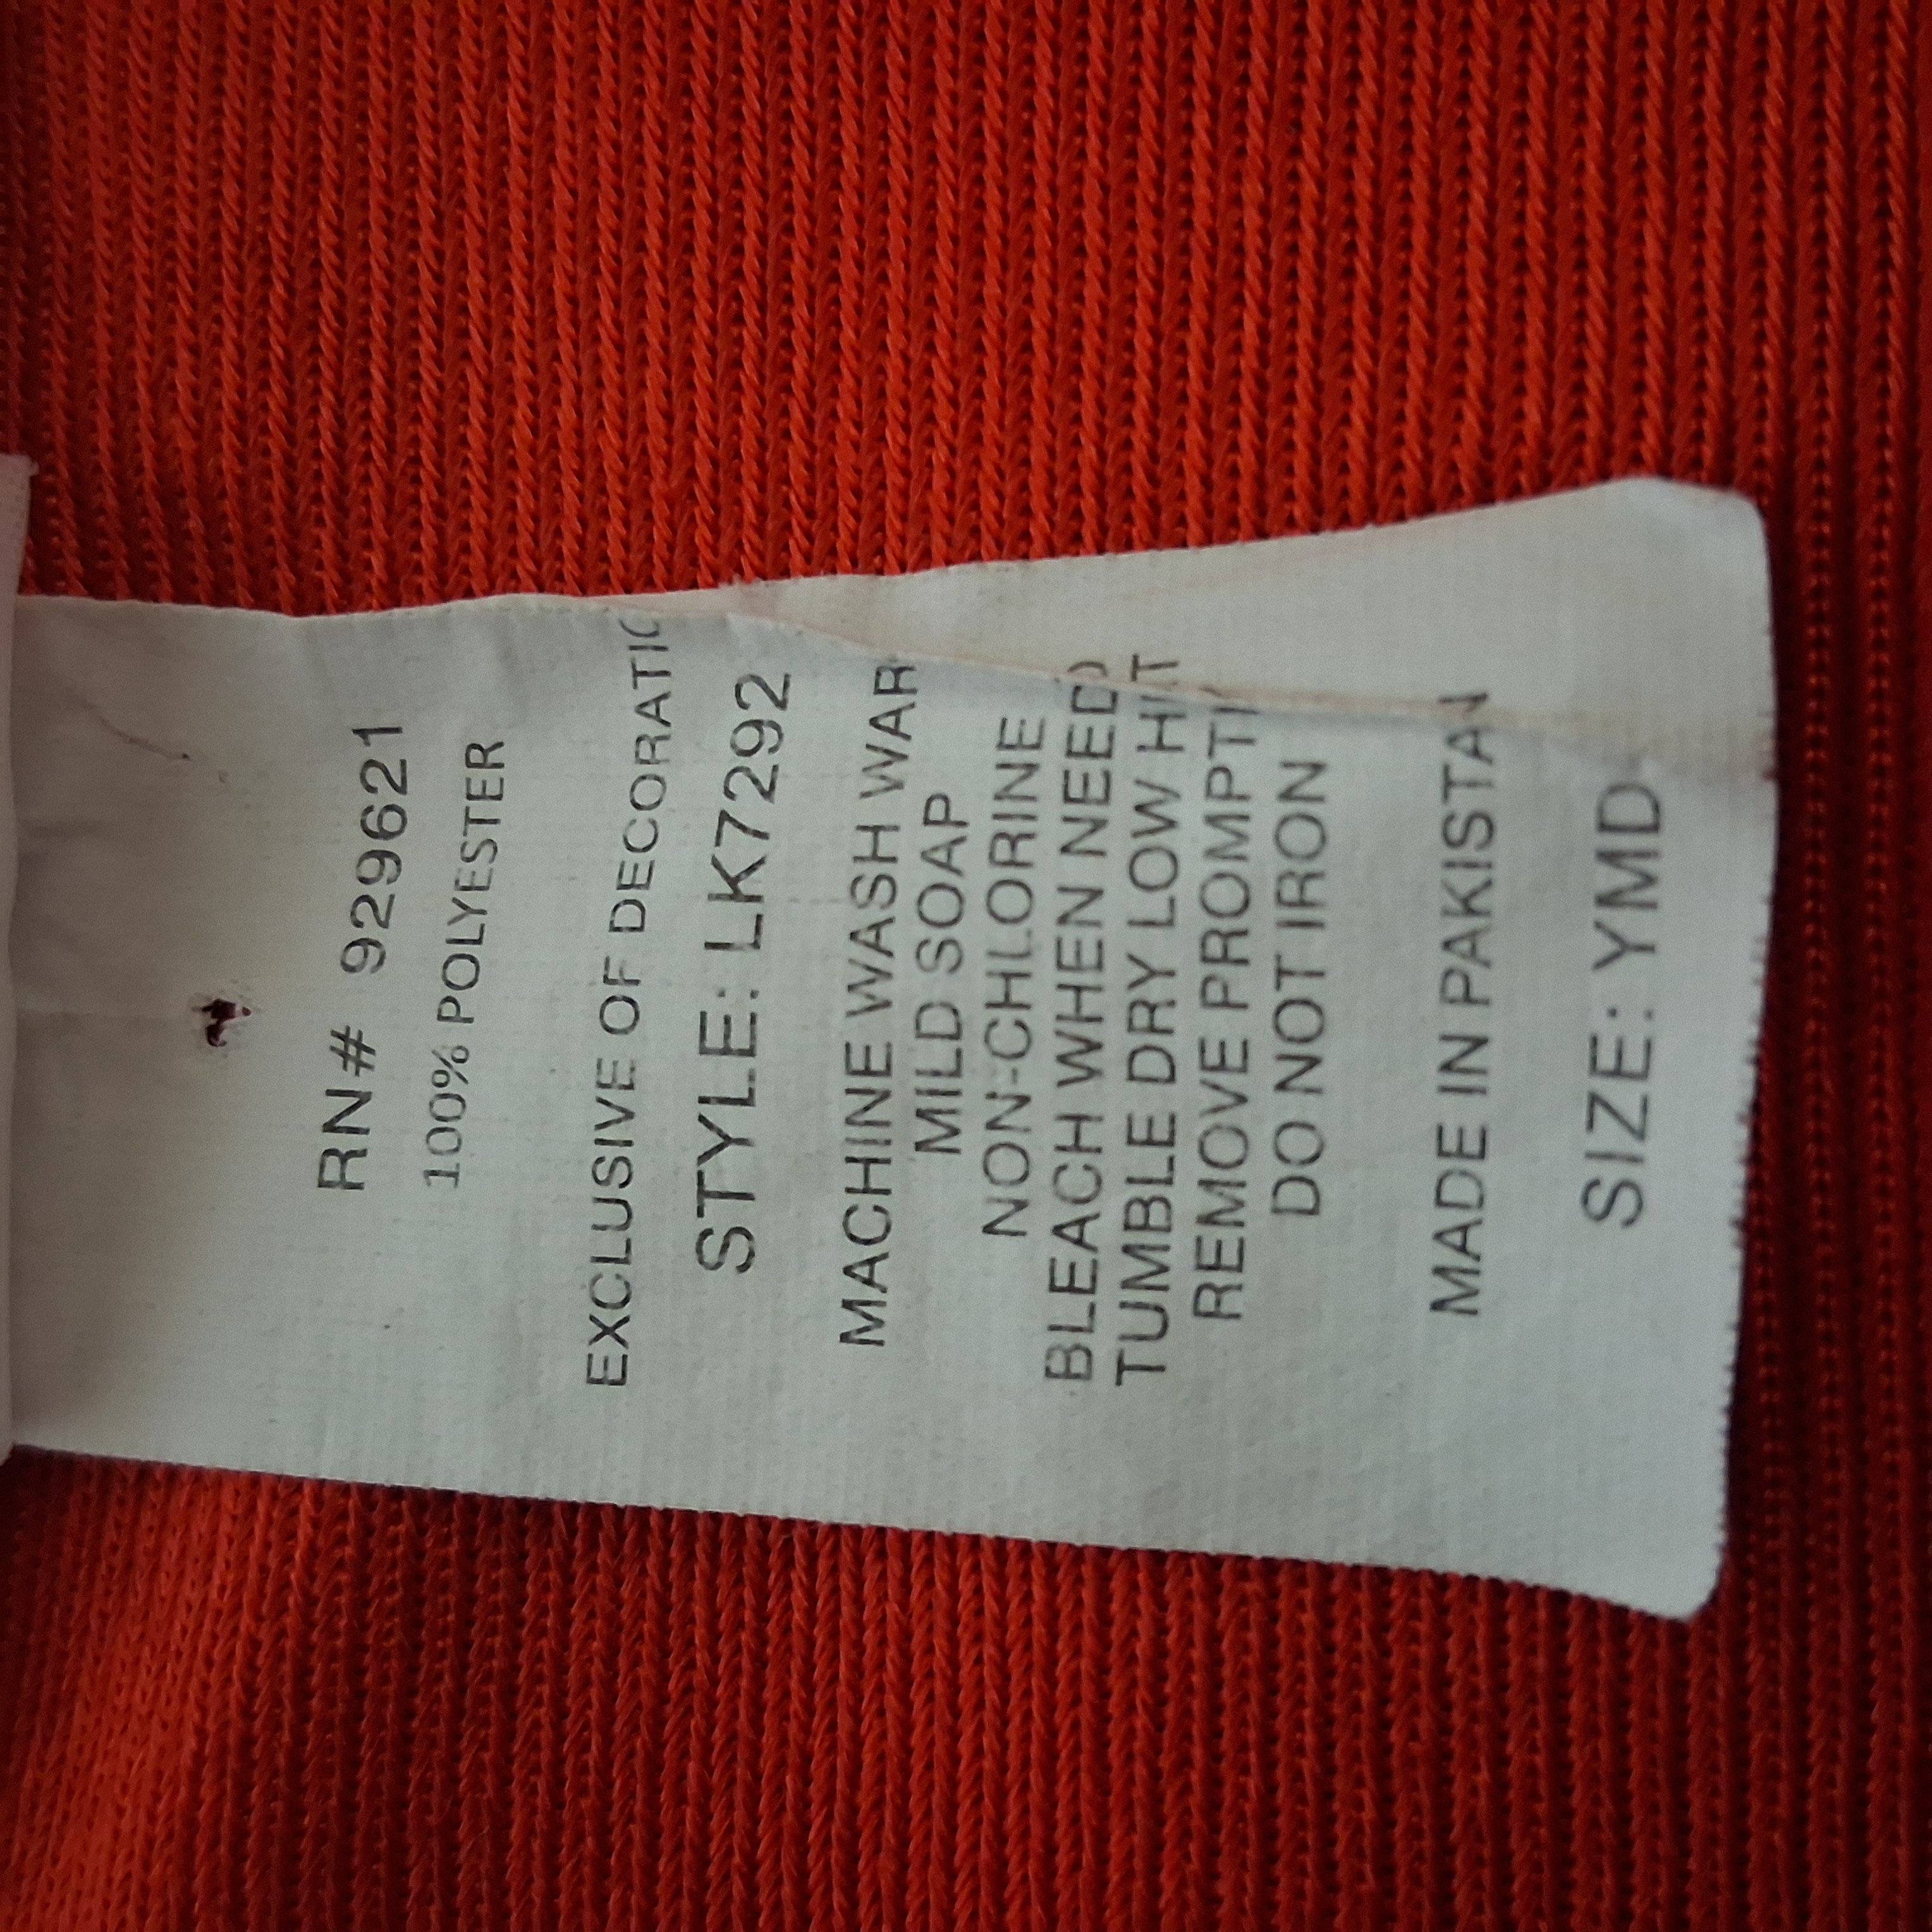 RN# 929621
100% POLYESTER
EXCLUSIVE OF DECORATIO
STYLE: LK7292
MACHINE WASH WAR
MILD SOAP
NON-CHLORINE
BLEACH WHEN NEED
TUMBLE DRY LOW
REMOVE PROMPT
DO NOT IRON
MADE IN PAKISTAN
SIZE: YMD